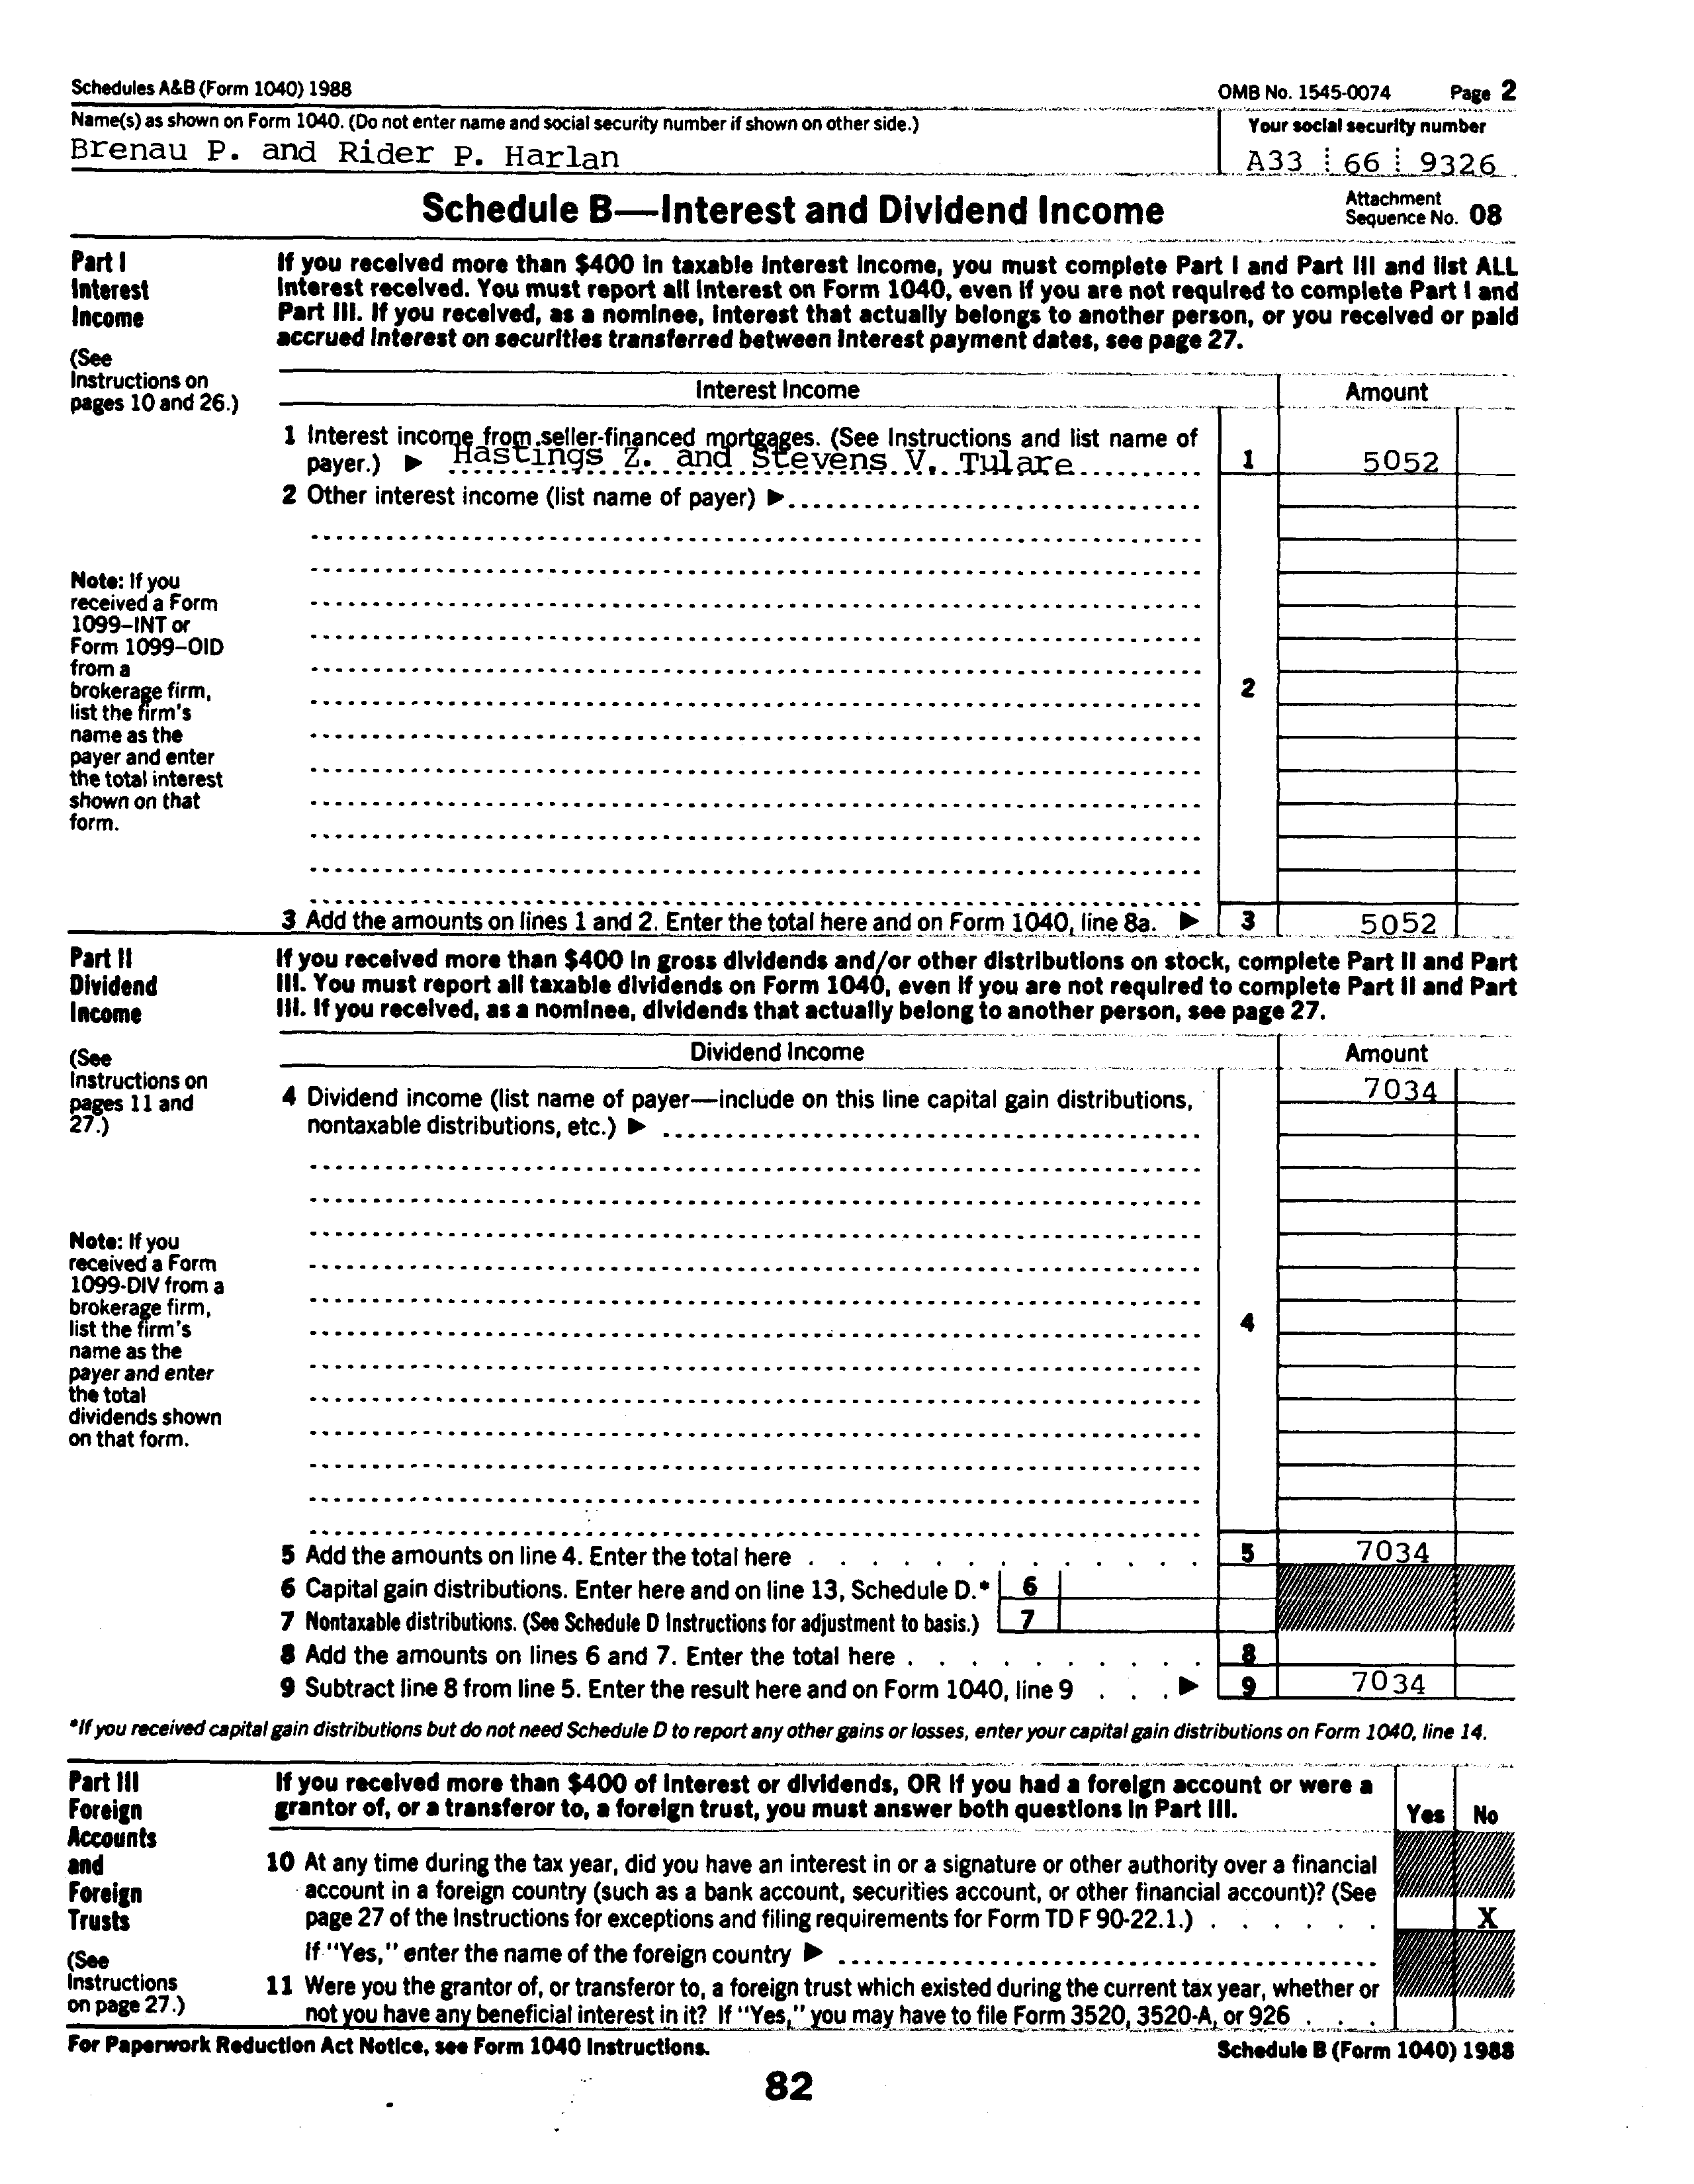 Schedules A&B (Form 1040) 1988 OMB No. 1545-0074 Page 2
Name(s) as shown on Form 1040. (Do not enter name and social security number if shown on other side.) Your social security number
Brenau P. and Rider P. Harlan A33 66 9326
Schedule B—Interest and Dividend Income Attachment Sequence No. 08
Part I
Interest
Income
(See
Instructions on
pages 10 and 26.)
If you received more than $400 in taxable interest income, you must complete Part I and Part III and list ALL
interest received. You must report all interest on Form 1040, even if you are not required to complete Part I and
Part III. If you received, as a nominee, interest that actually belongs to another person, or you received or paid
accrued interest on securities transferred between interest payment dates, see page 27.
Interest Income Amount
1 Interest income from seller-financed mortgages. (See Instructions and list name of
payer.) ▶ Hastings Z. and Stevens V. Tulare 1 5052
2 Other interest income (list name of payer) ▶
Note: If you
received a Form
1099–INT or
Form 1099–OID
from a
brokerage firm,
list the firm's
name as the
payer and enter
the total interest
shown on that
form.
2
3 Add the amounts on lines 1 and 2. Enter the total here and on Form 1040, line 8a. ▶ 3 5052
Part II
Dividend
Income
(See
Instructions on
pages 11 and
27.)
If you received more than $400 in gross dividends and/or other distributions on stock, complete Part II and Part
III. You must report all taxable dividends on Form 1040, even if you are not required to complete Part II and Part
III. If you received, as a nominee, dividends that actually belong to another person, see page 27.
Dividend Income Amount
7034
4 Dividend income (list name of payer—include on this line capital gain distributions,
nontaxable distributions, etc.) ▶
Note: If you
received a Form
1099-DIV from a
brokerage firm,
list the firm's
name as the
payer and enter
the total
dividends shown
on that form.
4
5 Add the amounts on line 4. Enter the total here 5 7034
6 Capital gain distributions. Enter here and on line 13, Schedule D.* 6
7 Nontaxable distributions. (See Schedule D Instructions for adjustment to basis.) 7
8 Add the amounts on lines 6 and 7. Enter the total here 8
9 Subtract line 8 from line 5. Enter the result here and on Form 1040, line 9 ▶ 9 7034
*If you received capital gain distributions but do not need Schedule D to report any other gains or losses, enter your capital gain distributions on Form 1040, line 14.
Part III
Foreign
Accounts
and
Foreign
Trusts
(See
Instructions
on page 27.)
If you received more than $400 of interest or dividends, OR if you had a foreign account or were a
grantor of, or a transferor to, a foreign trust, you must answer both questions in Part III. Yes No
10 At any time during the tax year, did you have an interest in or a signature or other authority over a financial
account in a foreign country (such as a bank account, securities account, or other financial account)? (See
page 27 of the Instructions for exceptions and filing requirements for Form TD F 90-22.1.) X
If "Yes," enter the name of the foreign country ▶
11 Were you the grantor of, or transferor to, a foreign trust which existed during the current tax year, whether or
not you have any beneficial interest in it? If "Yes," you may have to file Form 3520, 3520-A, or 926
For Paperwork Reduction Act Notice, see Form 1040 Instructions. Schedule B (Form 1040) 1988
82